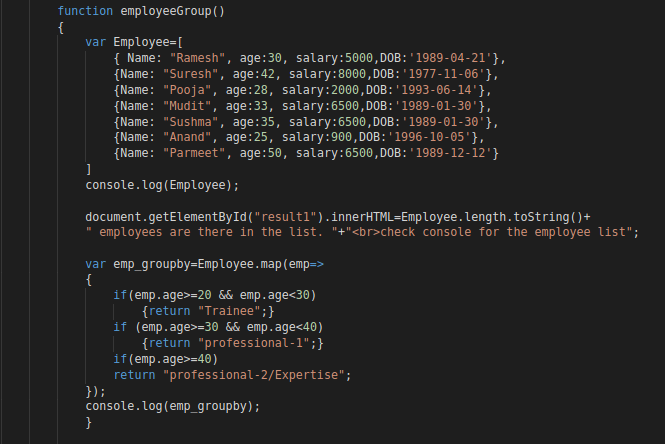 function employeeGroup()
{
var Employee=[
{ Name: "Ramesh", age:30, salary:5000,DOB:'1989-04-21'},
{Name: "Suresh", age:42, salary:8000,DOB:'1977-11-06'},
{Name: "Pooja", age:28, salary:2000,DOB:'1993-06-14'},
{Name: "Mudit", age:33, salary:6500,DOB:'1989-01-30'},
{Name: "Sushma", age:35, salary:6500,DOB:'1989-01-30'},
{Name: "Anand", age:25, salary:900,DOB:'1996-10-05'},
{Name: "Parmeet", age:50, salary:6500,DOB:'1989-12-12'}
]
console.log(Employee);
document.getElementById("result1").innerHTML=Employee.length.toString()+
" employees are there in the list. "+"<br>check console for the employee list";
var emp_groupby=Employee.map(emp=>
{
if(emp.age>=20 && emp.age<30)
{return "Trainee";}
if (emp.age>=30 && emp.age<40)
{return "professional-1";}
if(emp.age>=40)
return "professional-2/Expertise";
});
console.log(emp_groupby);
}